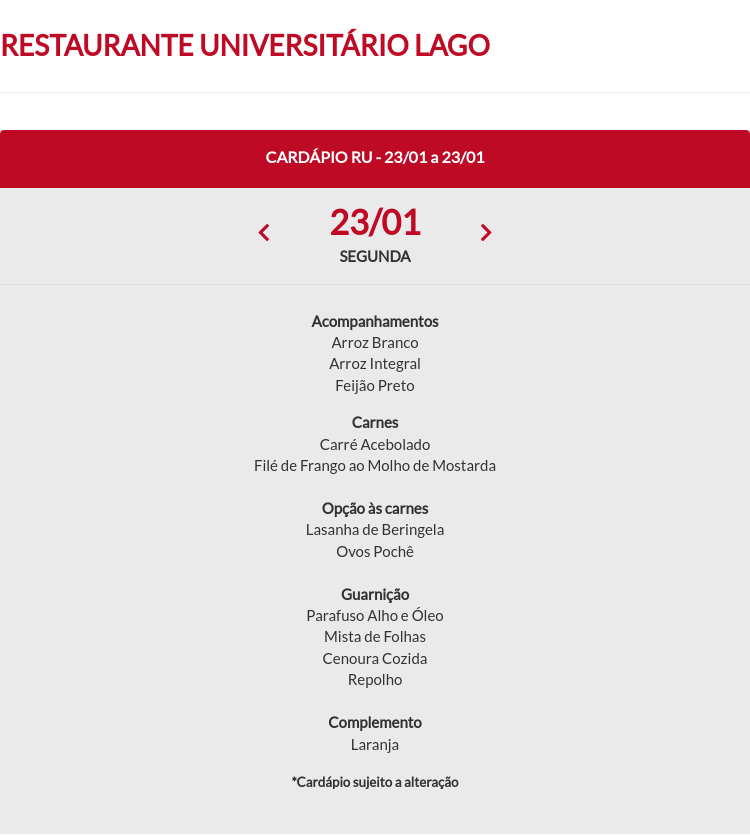 RESTAURANTE UNIVERSITÁRIO LAGO
CARDÁPIO RU - 23/01 a 23/01
23/01
SEGUNDA
Acompanhamentos
Arroz Branco
Arroz Integral
Feijão Preto
Carnes
Carré Acebolado
Filé de Frango ao Molho de Mostarda
Opção às carnes
Lasanha de Beringela
Ovos Pochê
Guarnição
Parafuso Alho e Óleo
Mista de Folhas
Cenoura Cozida
Repolho
Complemento
Laranja
*Cardápio sujeito a alteração